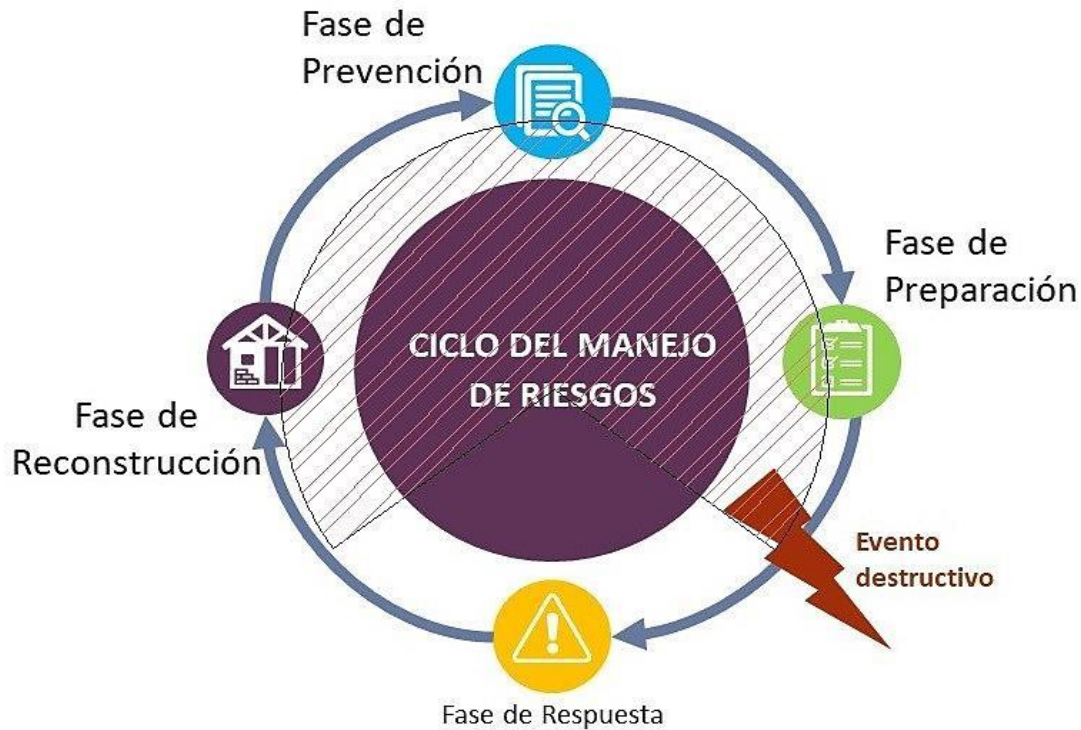 Fase de
Prevención
Fase de
Preparación
CICLO DEL MANEJO
DE RIESGOS
Fase de
Reconstrucción
Evento
destructivo
Fase de Respuesta